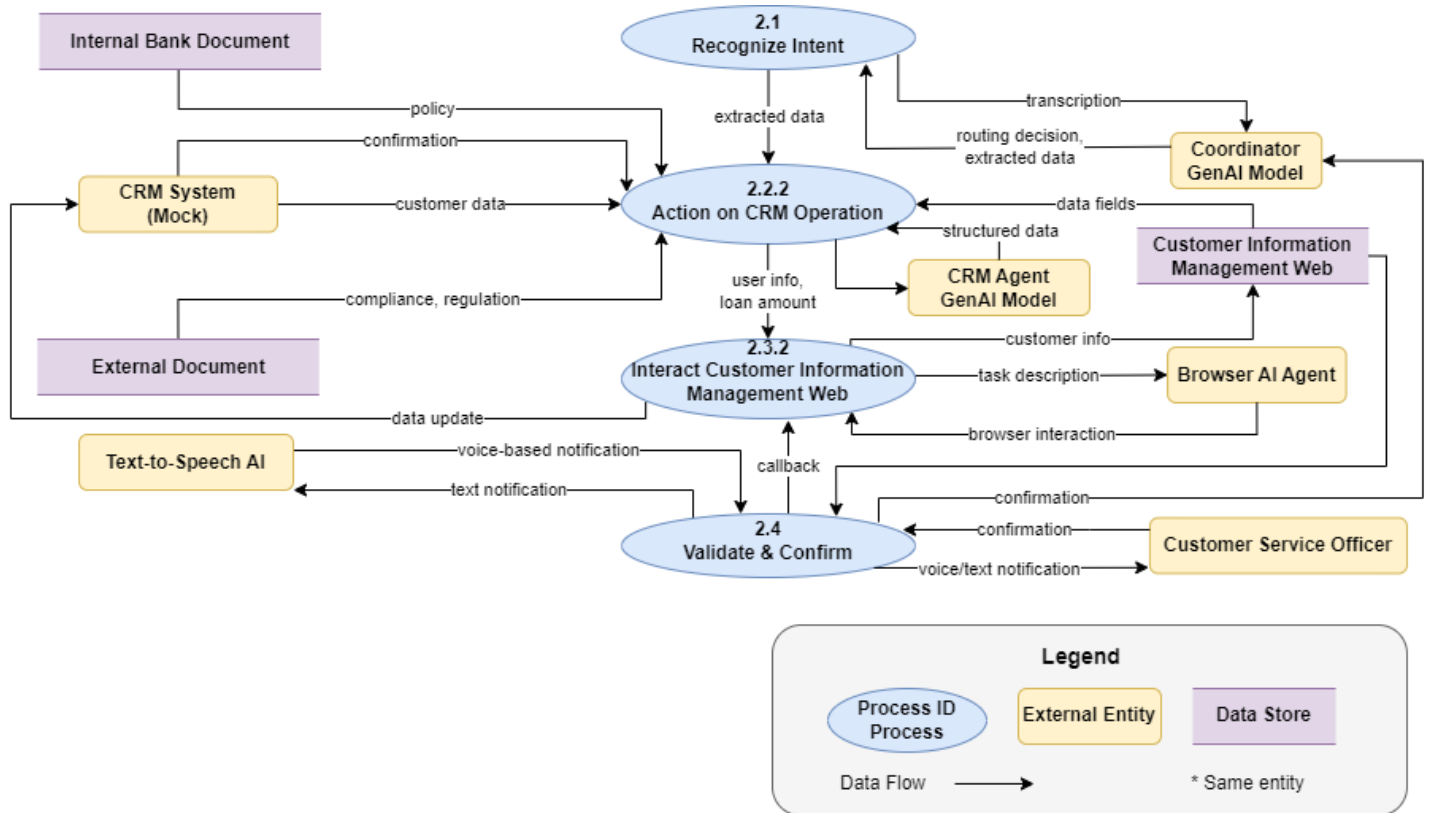 Internal Bank Document
2.1
Recognize Intent
policy
extracted data
transcription
confirmation
routing decision,
extracted data
Coordinator
GenAI Model
CRM System
(Mock)
customer data
2.2.2
Action on CRM Operation
data fields
structured data
Customer Information
Management Web
CRM Agent
GenAI Model
user info,
loan amount
compliance, regulation
External Document
2.3.2
Interact Customer Information
Management Web
customer info
task description
Browser AI Agent
data update
browser interaction
Text-to-Speech AI
voice-based notification
callback
text notification
confirmation
2.4
Validate & Confirm
confirmation
Customer Service Officer
voice/text notification
Legend
Process ID
Process
External Entity
Data Store
Data Flow
* Same entity